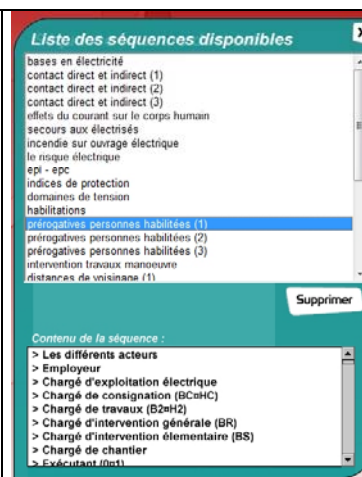 Liste des séquences disponibles
bases en électricité
contact direct et indirect (1)
contact direct et indirect (2)
contact direct et indirect (3)
effets du courant sur le corps humain
secours aux électrisés
incendie sur ouvrage électrique
le risque électrique
epi - epc
indices de protection
domaines de tension
habilitations
prérogatives personnes habilitées (1)
prérogatives personnes habilitées (2)
prérogatives personnes habilitées (3)
intervention travaux manoeuvre
distances de voisinage (1)
Supprimer
Contenu de la séquence :
> Les différents acteurs
> Employeur
> Chargé d'exploitation électrique
> Chargé de consignation (BC¤HC)
> Chargé de travaux (B2¤H2)
> Chargé d'intervention générale (BR)
> Chargé d'intervention élementaire (BS)
> Chargé de chantier
> Exécutant (0¤1)